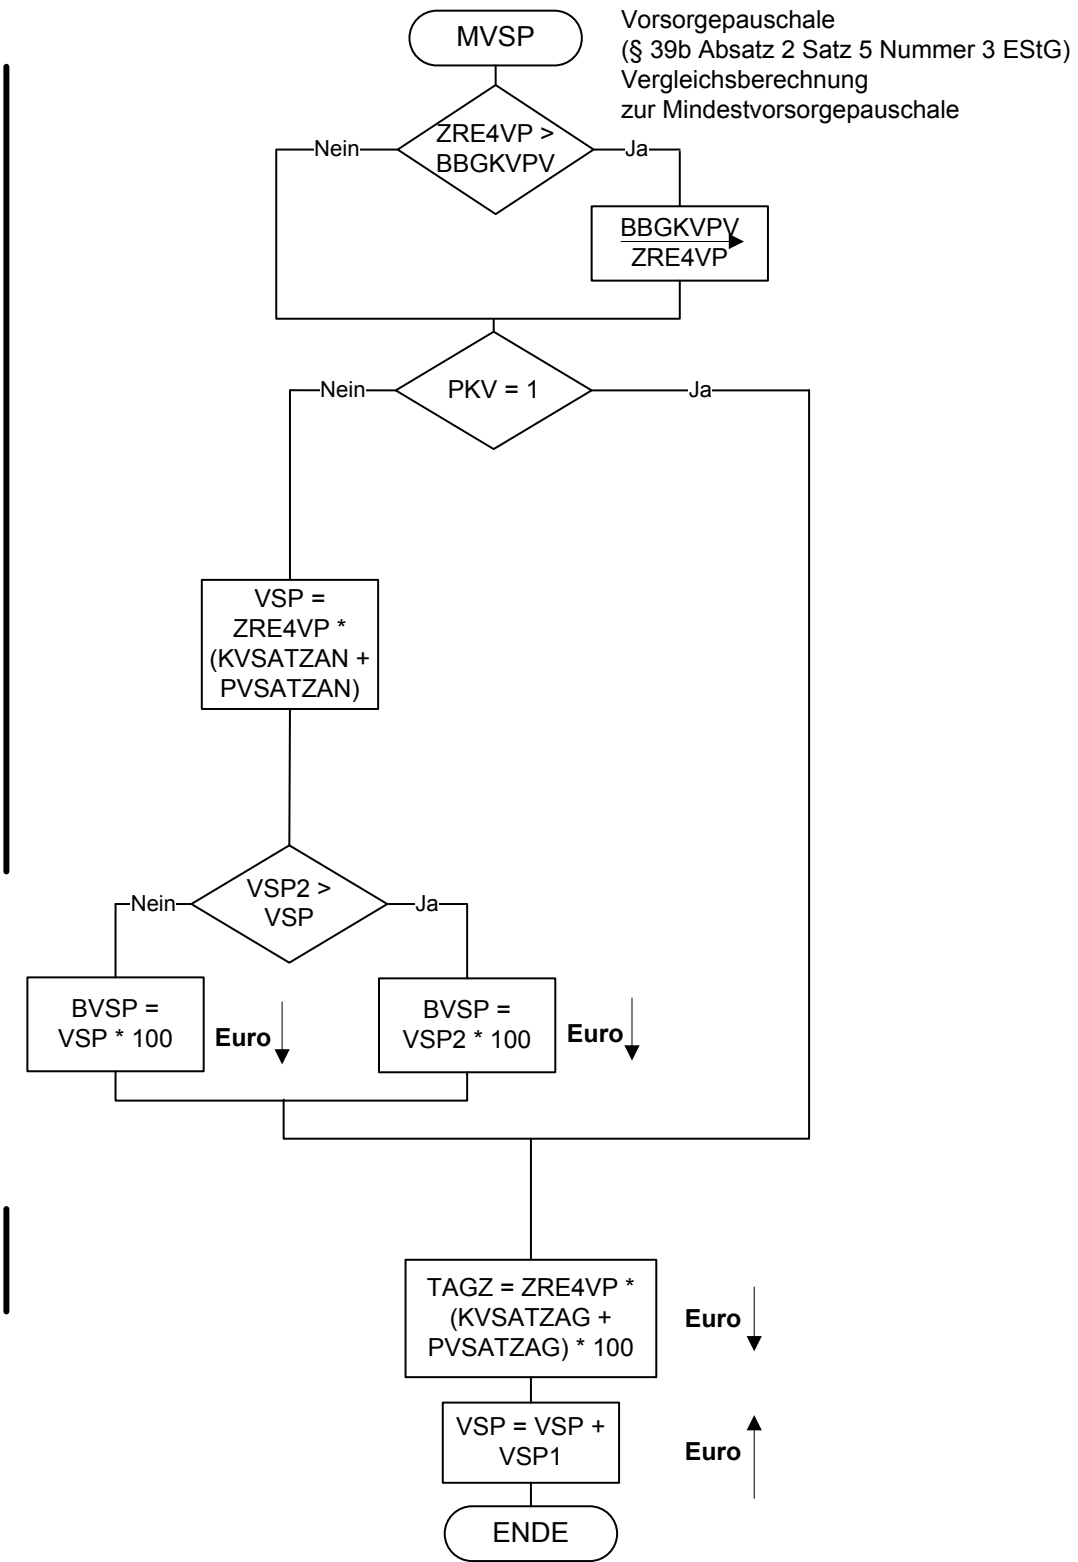 MVSP
Vorsorgepauschale
(§ 39b Absatz 2 Satz 5 Nummer 3 EStG)
Vergleichsberechnung
zur Mindestvorsorgepauschale
ZRE4VP >
BBGKVPV
Nein
Ja
BBGKVPV
ZRE4VP
PKV = 1
Nein
Ja
VSP =
ZRE4VP *
(KVSATZAN +
PVSATZAN)
VSP2 >
VSP
Nein
Ja
BVSP =
VSP * 100
Euro
BVSP =
VSP2 * 100
Euro
TAGZ = ZRE4VP *
(KVSATZAG +
PVSATZAG) * 100
Euro
VSP = VSP +
VSP1
Euro
ENDE